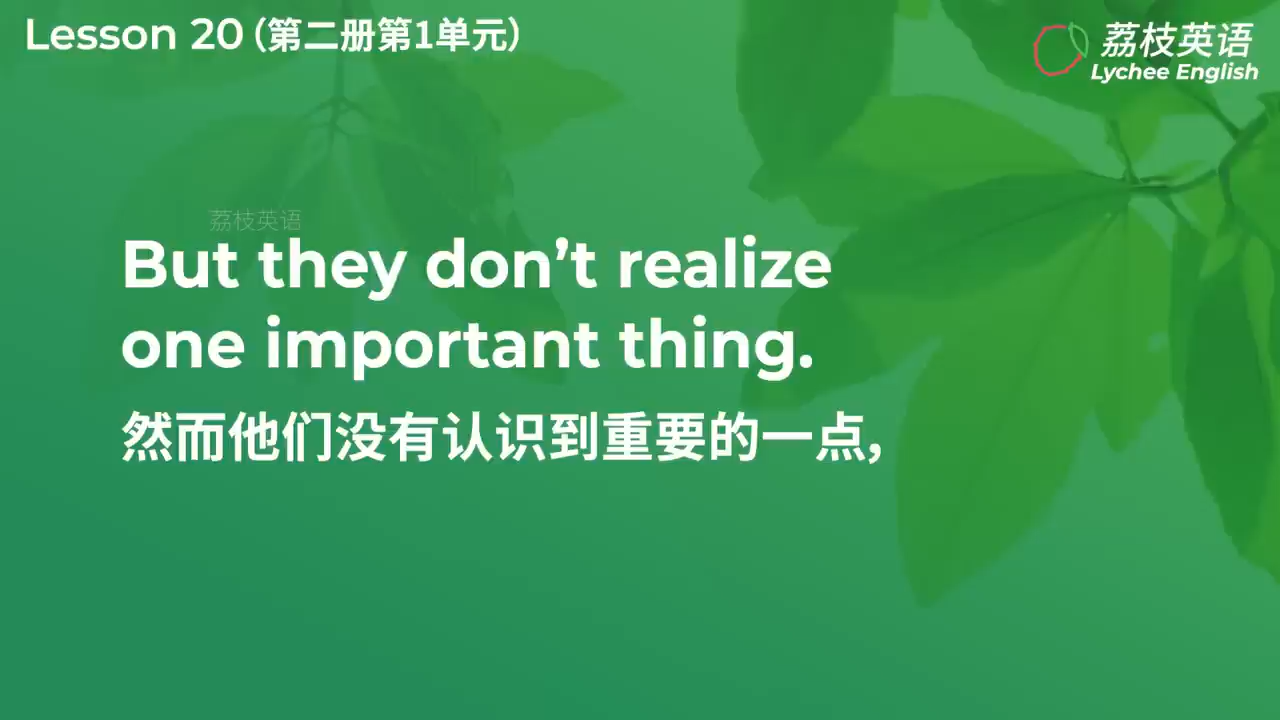 Lesson 20（第二册第1单元）
荔枝英语
Lychee English
荔枝英语
But they don’t realize
one important thing.
然而他们没有认识到重要的一点,